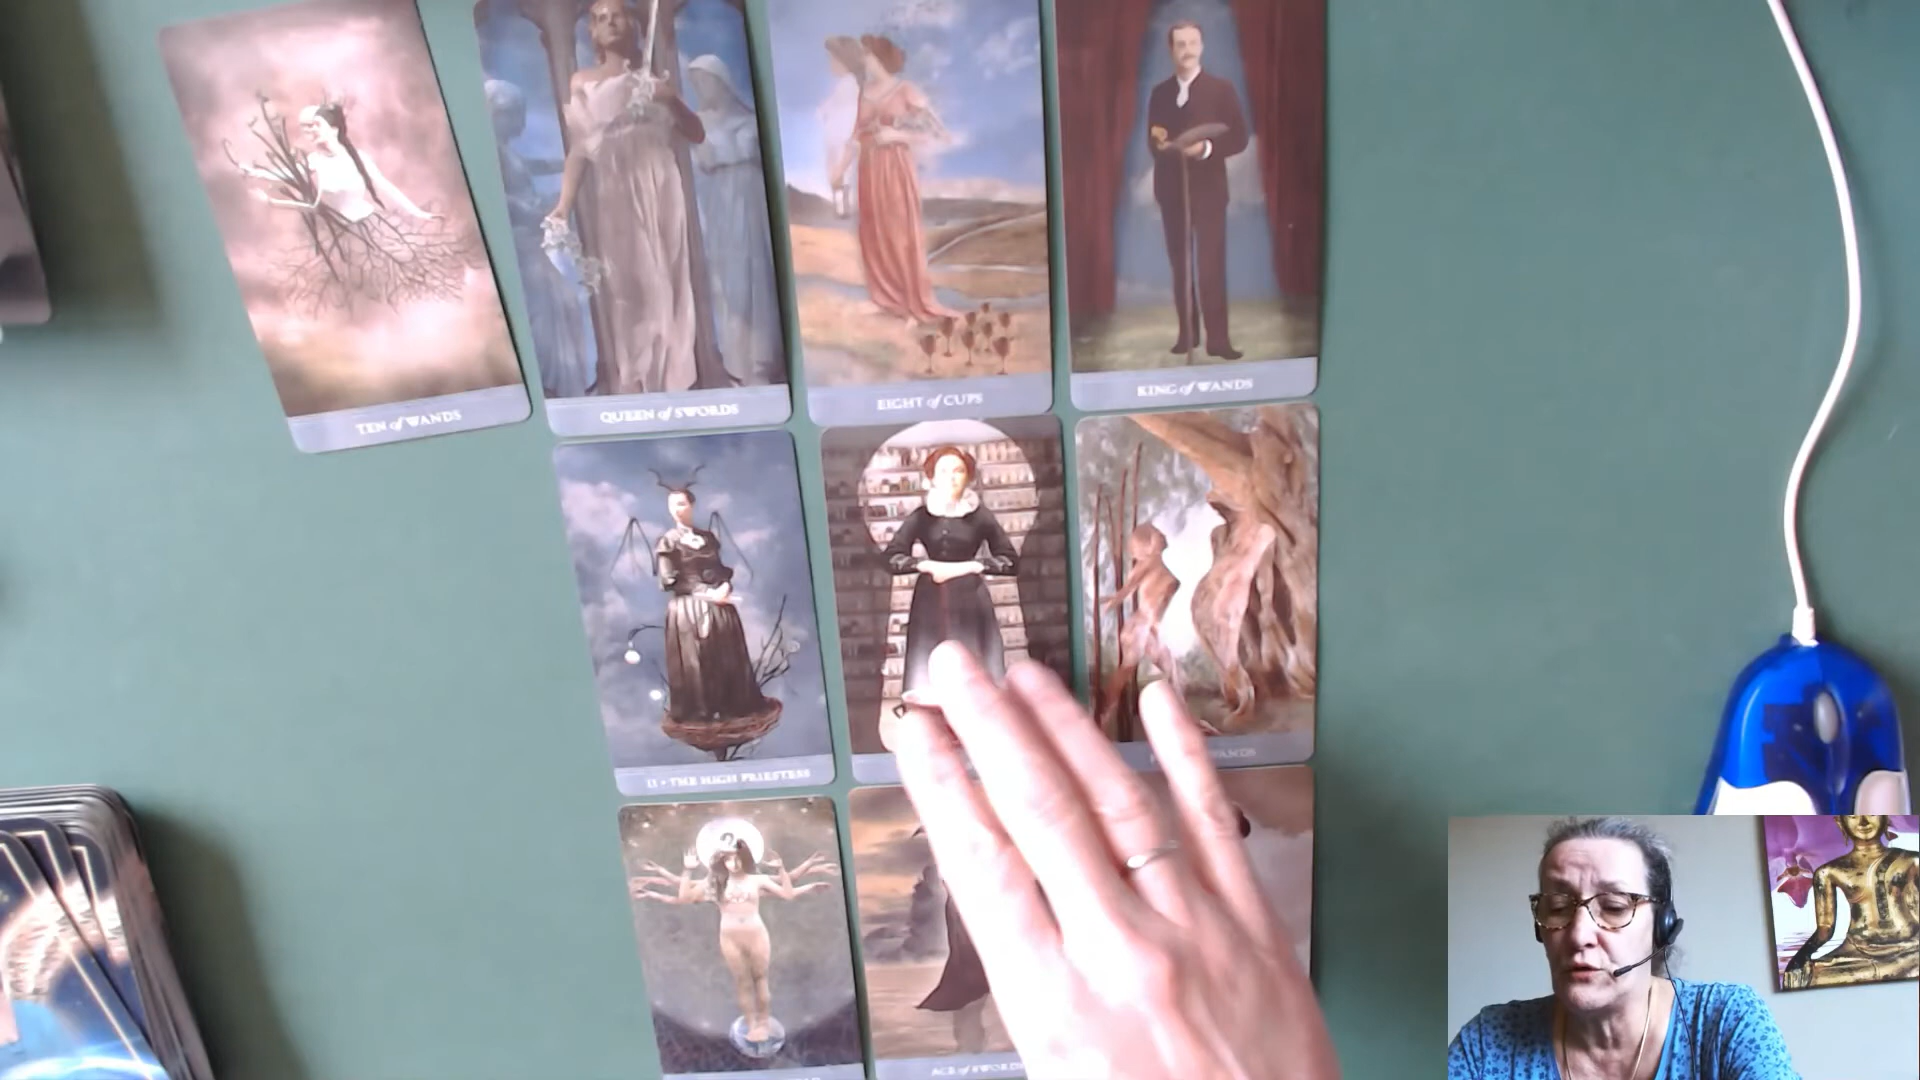 TEN of WANDS
QUEEN of SWORDS
EIGHT of CUPS
KING of WANDS
II • THE HIGH PRIESTESS
WANDS
ACE of SWORDS